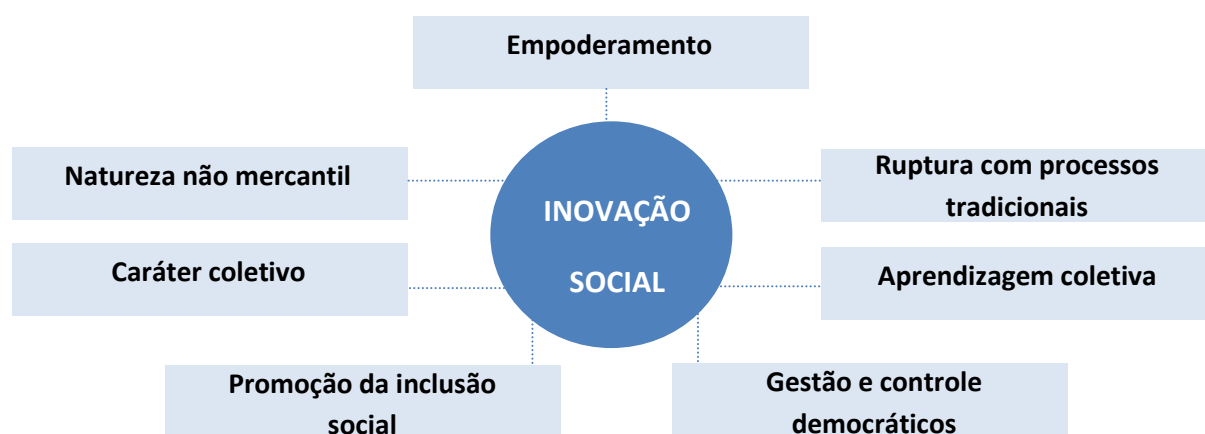 Empoderamento
Natureza não mercantil
Ruptura com processos
tradicionais
INOVAÇÃO
SOCIAL
Caráter coletivo
Aprendizagem coletiva
Promoção da inclusão
social
Gestão e controle
democráticos